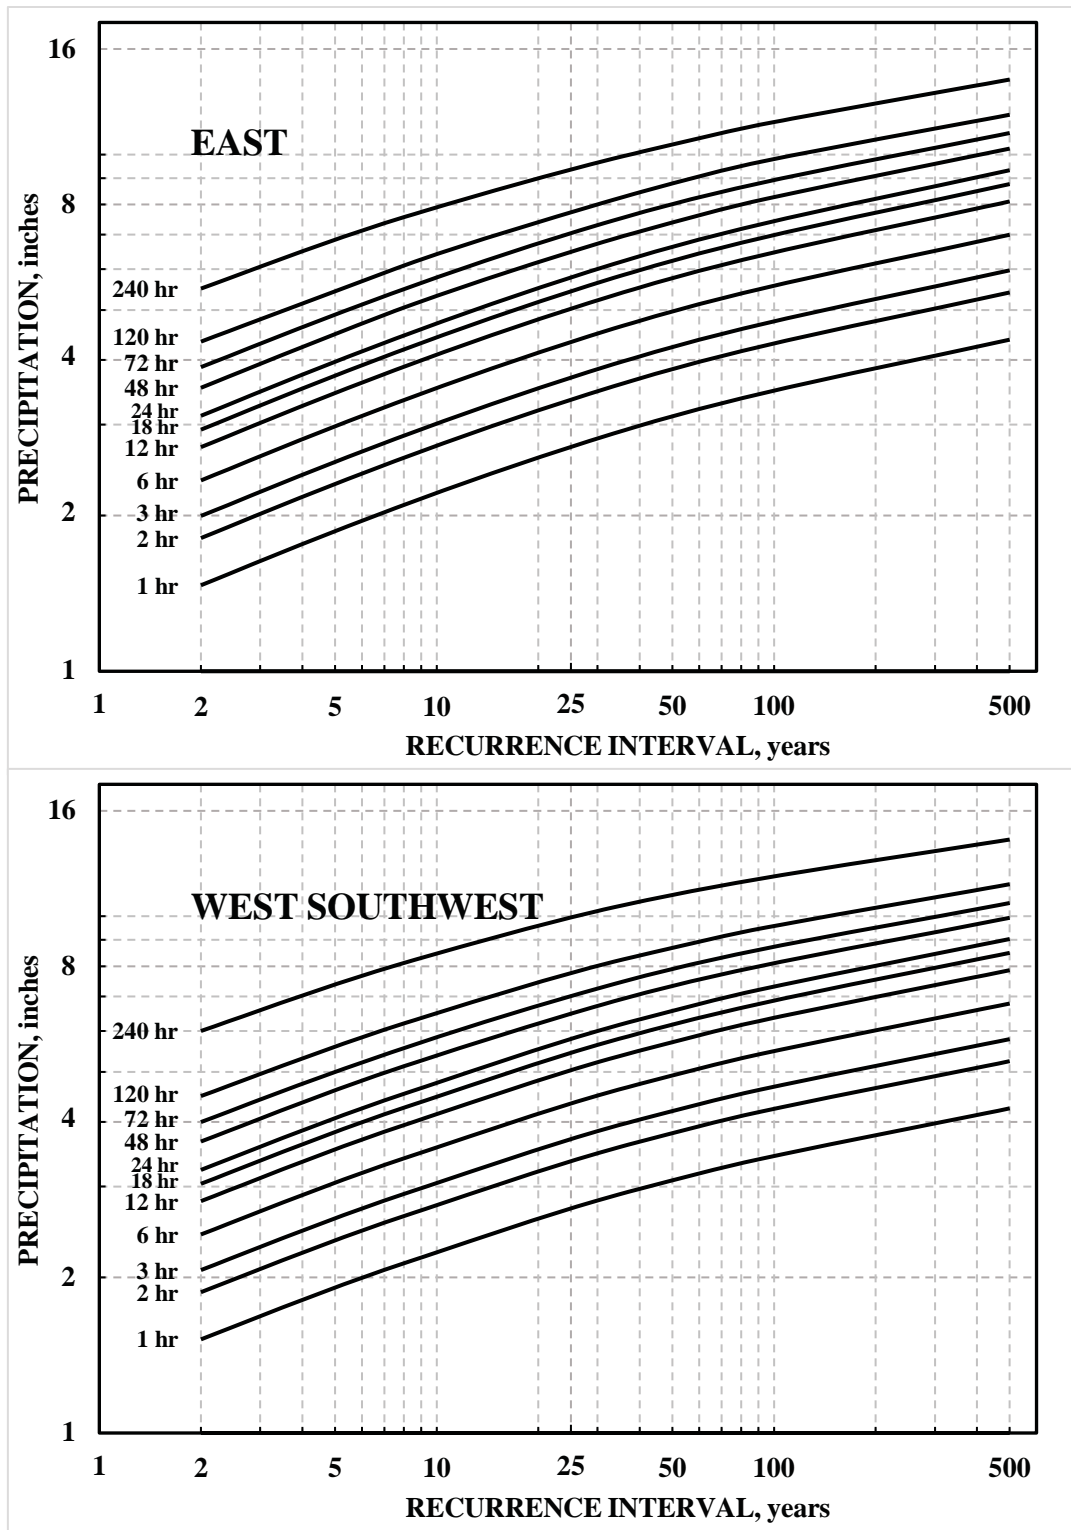 16
EAST
8
240 hr
120 hr
72 hr
4
48 hr
24 hr
18 hr
12 hr
6 hr
3 hr
2
2 hr
1 hr
1
PRECIPITATION, inches
1 2 5 10 25 50 100 500
RECURRENCE INTERVAL, years
16
WEST SOUTHWEST
8
240 hr
120 hr
72 hr
4
48 hr
24 hr
18 hr
12 hr
6 hr
3 hr
2
2 hr
1 hr
1
PRECIPITATION, inches
1 2 5 10 25 50 100 500
RECURRENCE INTERVAL, years